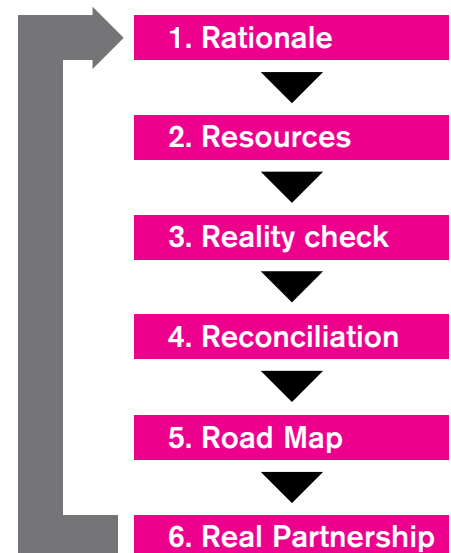 1. Rationale
2. Resources
3. Reality check
4. Reconciliation
5. Road Map
6. Real Partnership